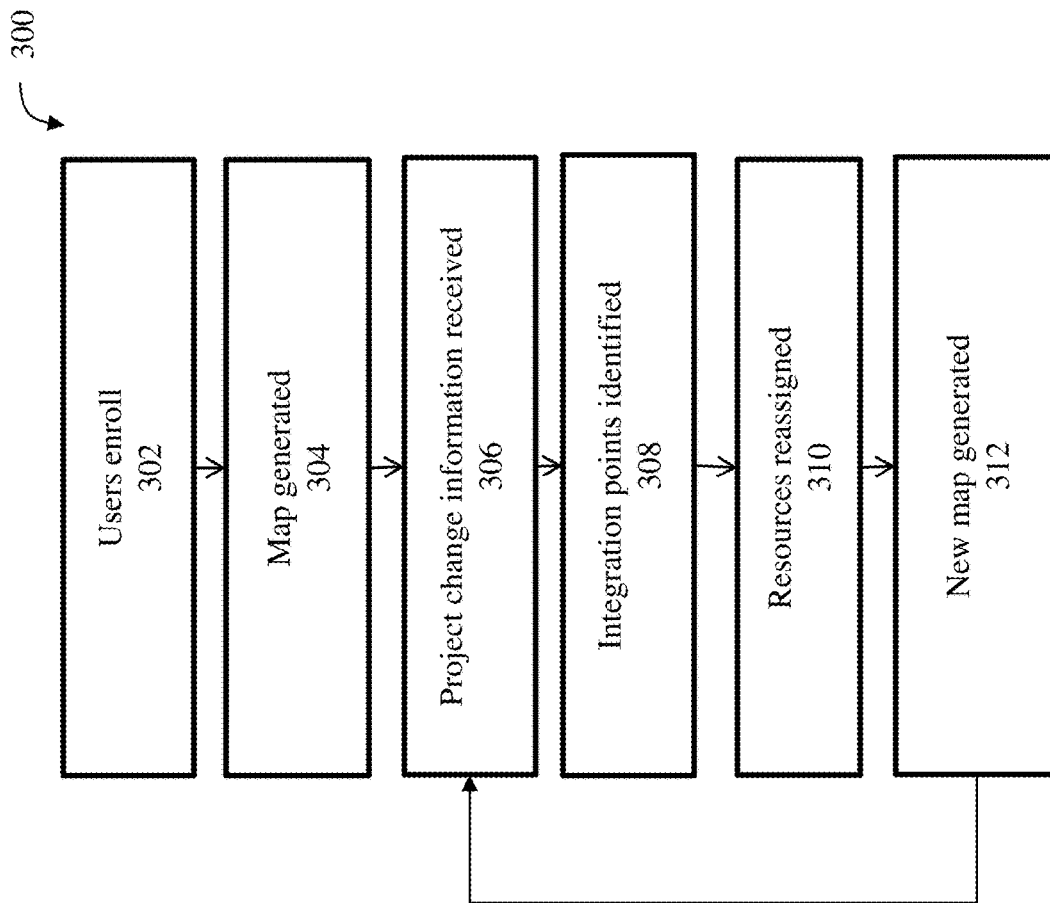 300
Users enroll
302
Map generated
304
Project change information received
306
Integration points identified
308
Resources reassigned
310
New map generated
312